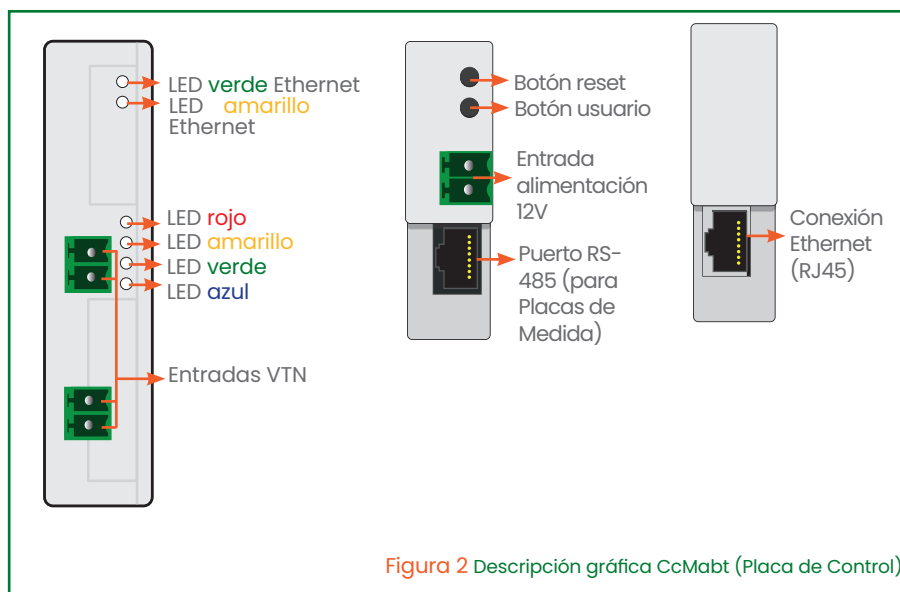 LED verde Ethernet
LED amarillo
Ethernet
LED rojo
LED amarillo
LED verde
LED azul
Entradas VTN
Botón reset
Botón usuario
Entrada
alimentación
12V
Puerto RS-
485 (para
Placas de
Medida)
Conexión
Ethernet
(RJ45)
Figura 2 Descripción gráfica CcMabt (Placa de Control)